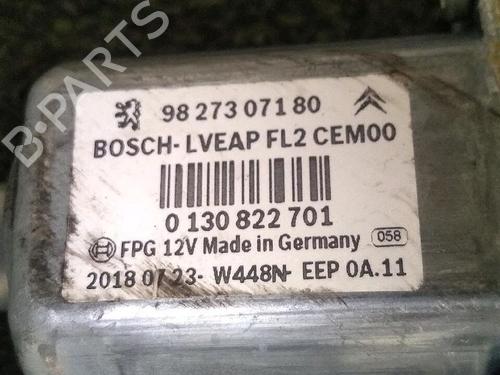 B-PARTS
98 273 071 80
BOSCH-LVEAP FL2 CEM00
0 130 822 701
FPG 12V Made in Germany 058
2018 07 23- W448N- EEP 0A.11